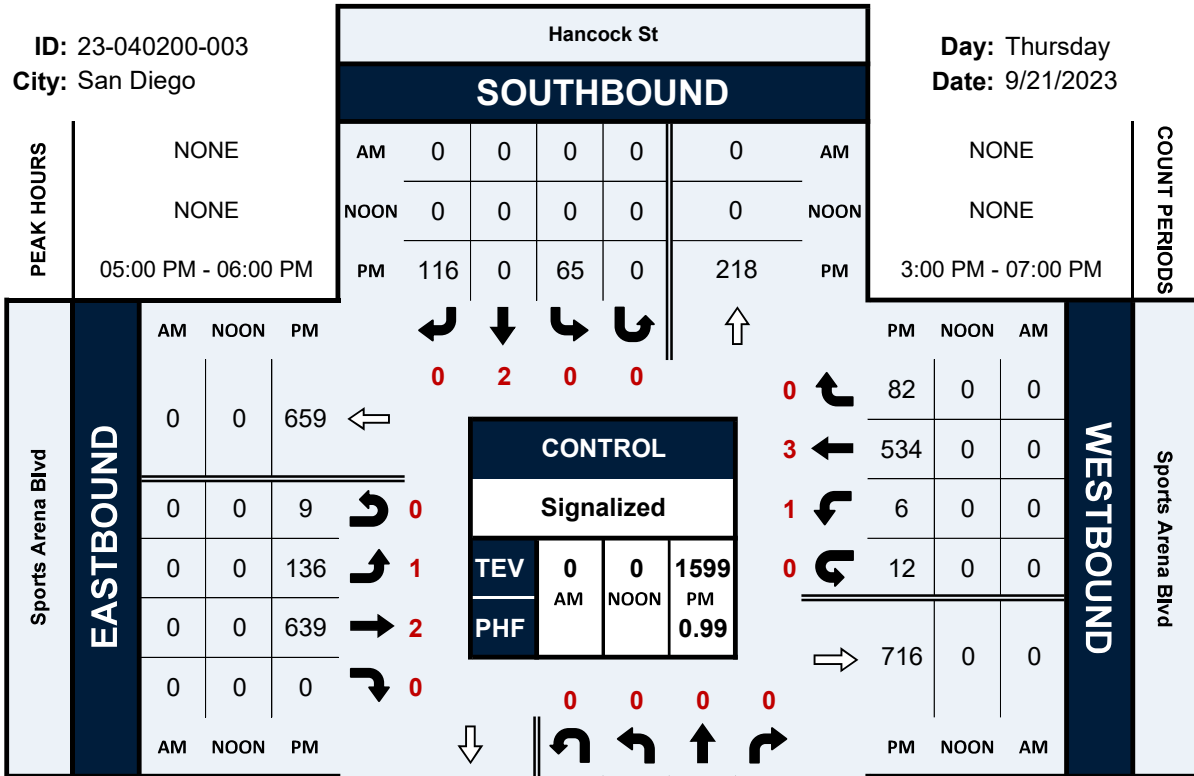 Hancock St
ID: 23-040200-003
City: San Diego
Day: Thursday
Date: 9/21/2023
SOUTHBOUND
PEAK HOURS
NONE
NONE
05:00 PM - 06:00 PM
AM 0 0 0 0 0 AM
NOON 0 0 0 0 0 NOON
PM 116 0 65 0 218 PM
NONE
NONE
3:00 PM - 07:00 PM
COUNT PERIODS
0 2 0 0
Sports Arena Blvd
EASTBOUND
AM NOON PM
0 0 659
0 0 9 0
0 0 136 1
0 0 639 2
0 0 0 0
AM NOON PM
CONTROL
Signalized
TEV 0 0 1599
AM NOON PM
PHF 0.99
PM NOON AM
0 82 0 0
3 534 0 0
1 6 0 0
0 12 0 0
716 0 0
PM NOON AM
WESTBOUND
Sports Arena Blvd
0 0 0 0